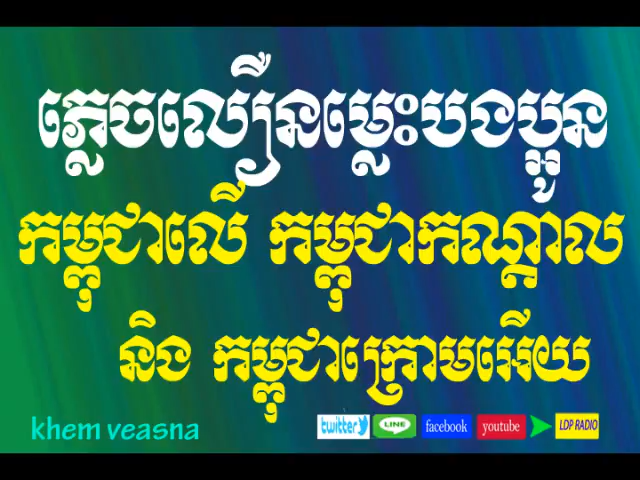 ភ្លេចលឿនម្លេះបងប្អូន
កម្ពុជាលើ កម្ពុជាកណ្ដាល
និង កម្ពុជាក្រោមអើយ
khem veasna twitter LINE facebook youtube LDP RADIO